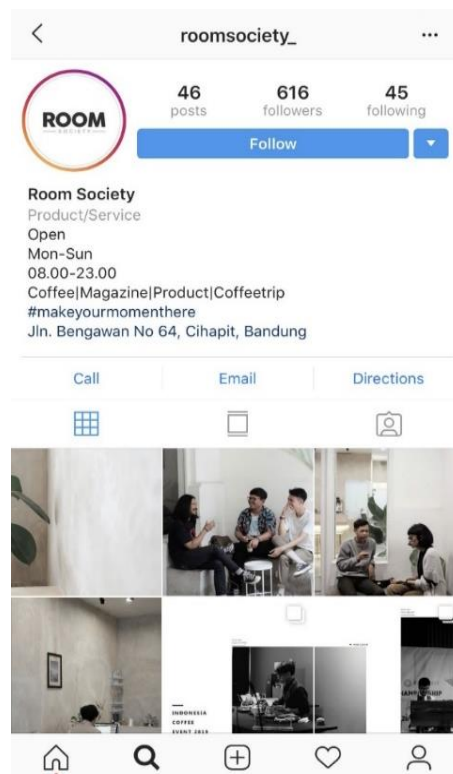 roomsociety_
46 616 45
posts followers following
ROOM
SOCIETY
Follow
Room Society
Product/Service
Open
Mon-Sun
08.00-23.00
Coffee|Magazine|Product|Coffeetrip
#makeyourmomenthere
Jln. Bengawan No 64, Cihapit, Bandung
Call Email Directions
INDONESIA
COFFEE
EVENT 2019